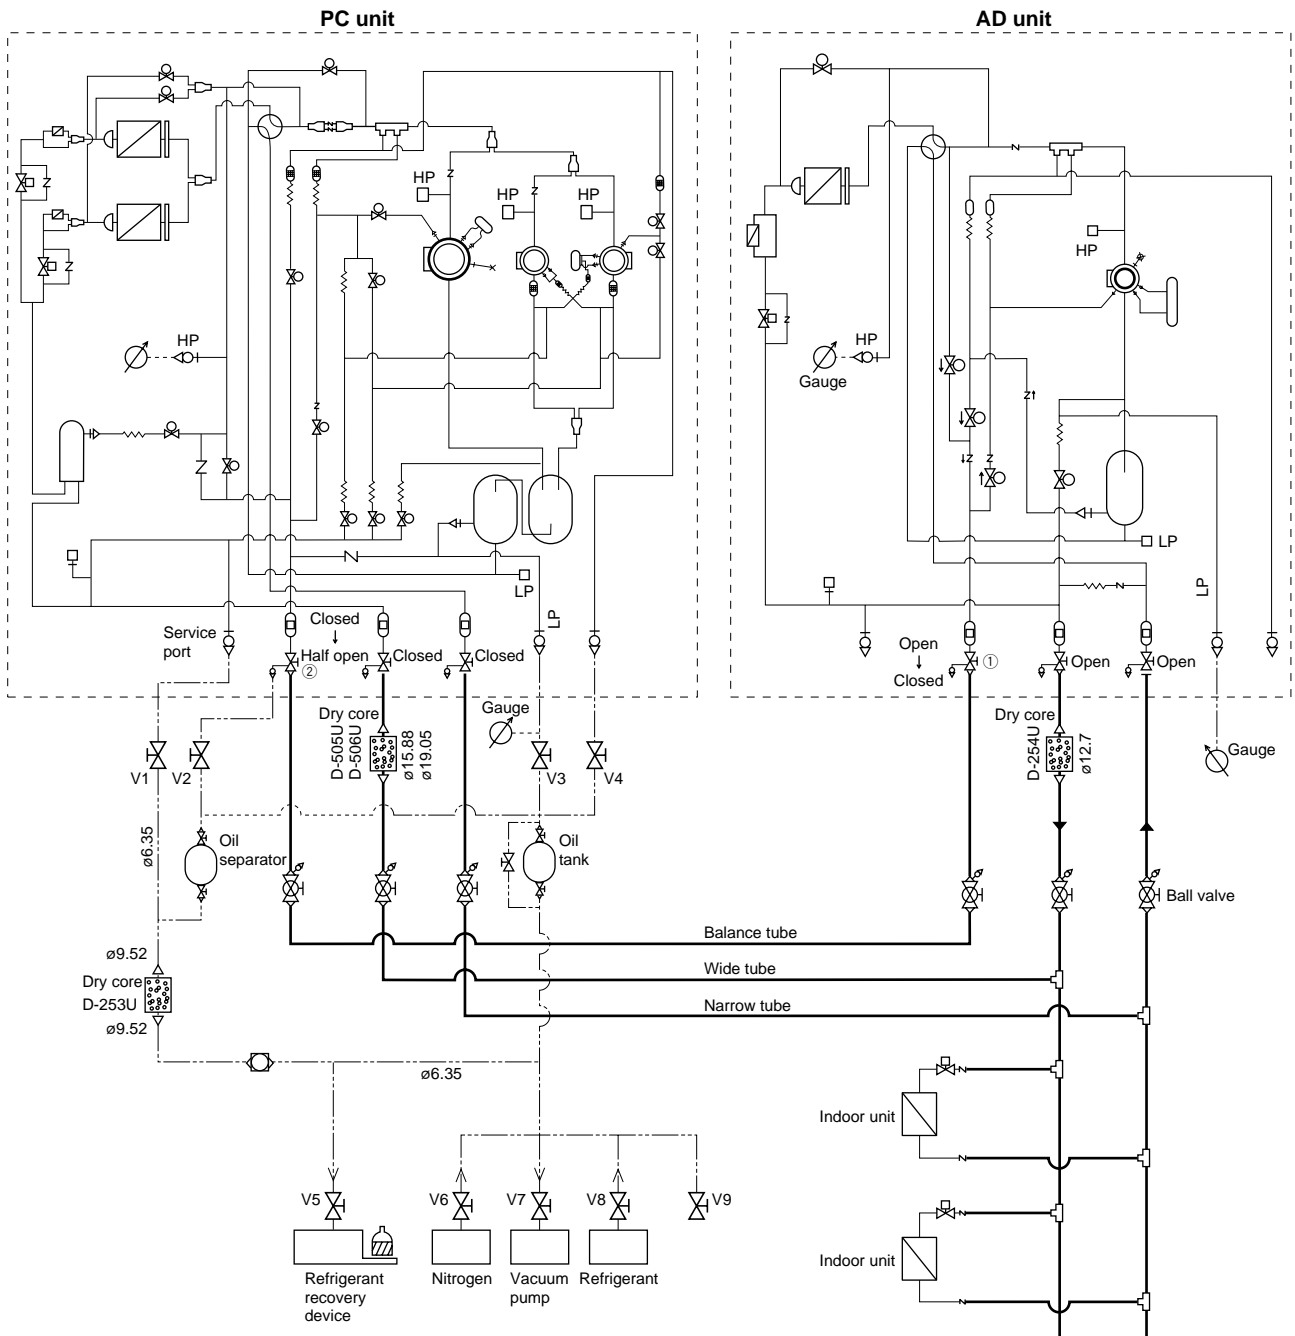 PC unit
AD unit
HP
HP
HP
HP
HP
Gauge
HP
LP
LP
LP
LP
Service
port
Closed
↓
Half open
②
Closed
Closed
Open
↓
Closed
①
Open
Open
V1
V2
Dry core
D-505U
D-506U
ø15.88
ø19.05
Gauge
V3
V4
Dry core
D-254U
ø12.7
Gauge
ø6.35
Oil
separator
Oil
tank
Ball valve
Balance tube
Wide tube
Narrow tube
ø9.52
Dry core
D-253U
ø9.52
ø6.35
Indoor unit
Indoor unit
V5
V6
V7
V8
V9
Refrigerant
recovery
device
Nitrogen
Vacuum
pump
Refrigerant